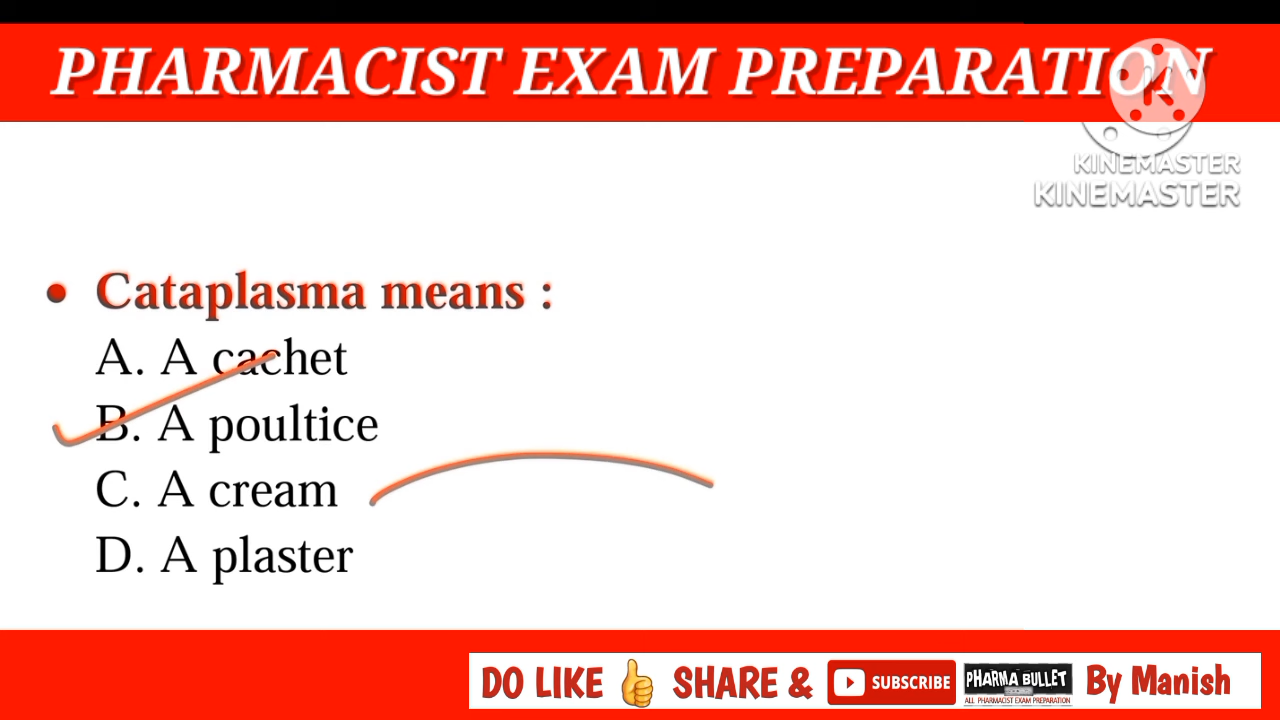 PHARMACIST EXAM PREPARATION
KINEMASTER
KINEMASTER
• Cataplasma means :
A. A cachet
B. A poultice
C. A cream
D. A plaster
DO LIKE SHARE & SUBSCRIBE PHARMA BULLET By Manish
ALL PHARMACIST EXAM PREPARATION